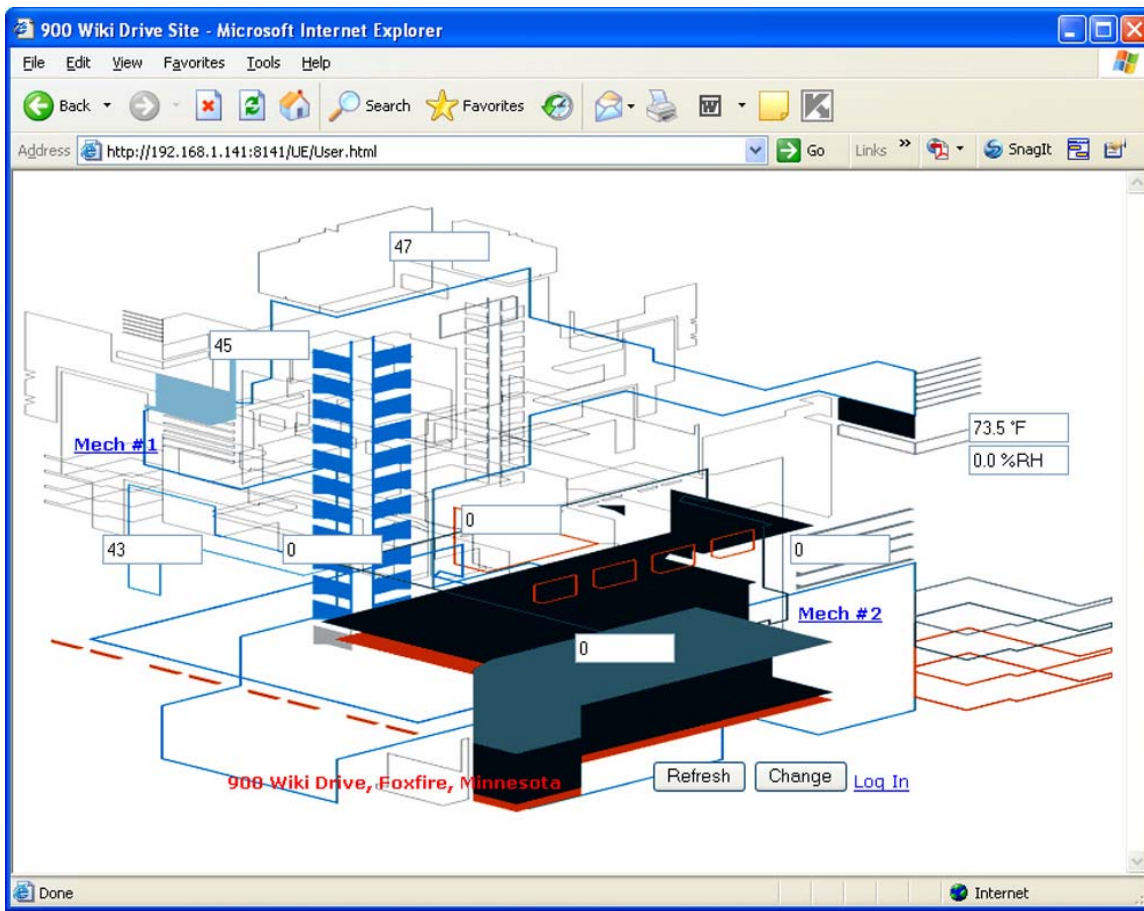 900 Wiki Drive Site - Microsoft Internet Explorer
File Edit View Favorites Tools Help
Back Search Favorites
Address http://192.168.1.141:8141/UE/User.html Go Links » SnagIt
47
45
Mech #1
73.5 °F
0.0 %RH
0
43 0 0
Mech #2
0
900 Wiki Drive, Foxfire, Minnesota Refresh Change Log In
Done Internet